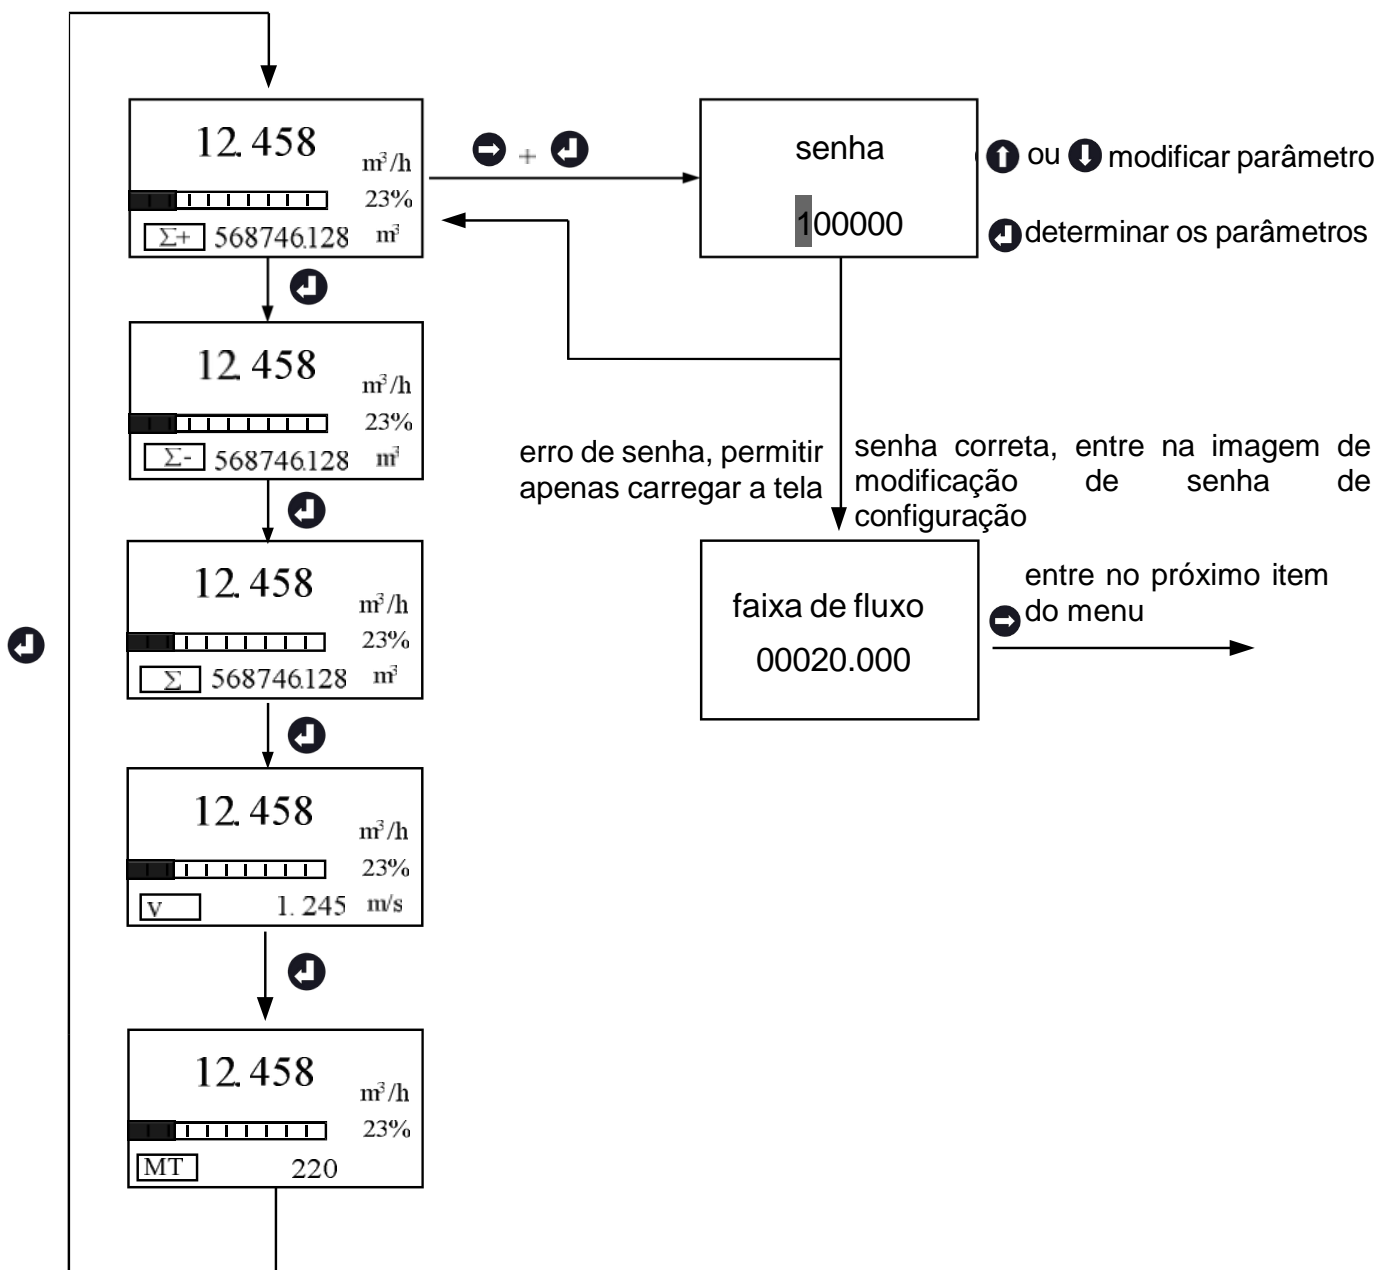 12.458
m³/h
23%
Σ+ 568746.128 m³
+
senha
100000
ou modificar parâmetro
determinar os parâmetros
12.458
m³/h
23%
Σ- 568746.128 m³
erro de senha, permitir
apenas carregar a tela
senha correta, entre na imagem de
modificação de senha de
configuração
12.458
m³/h
23%
Σ 568746.128 m³
faixa de fluxo
00020.000
entre no próximo item
do menu
12.458
m³/h
23%
V 1.245 m/s
12.458
m³/h
23%
MT 220